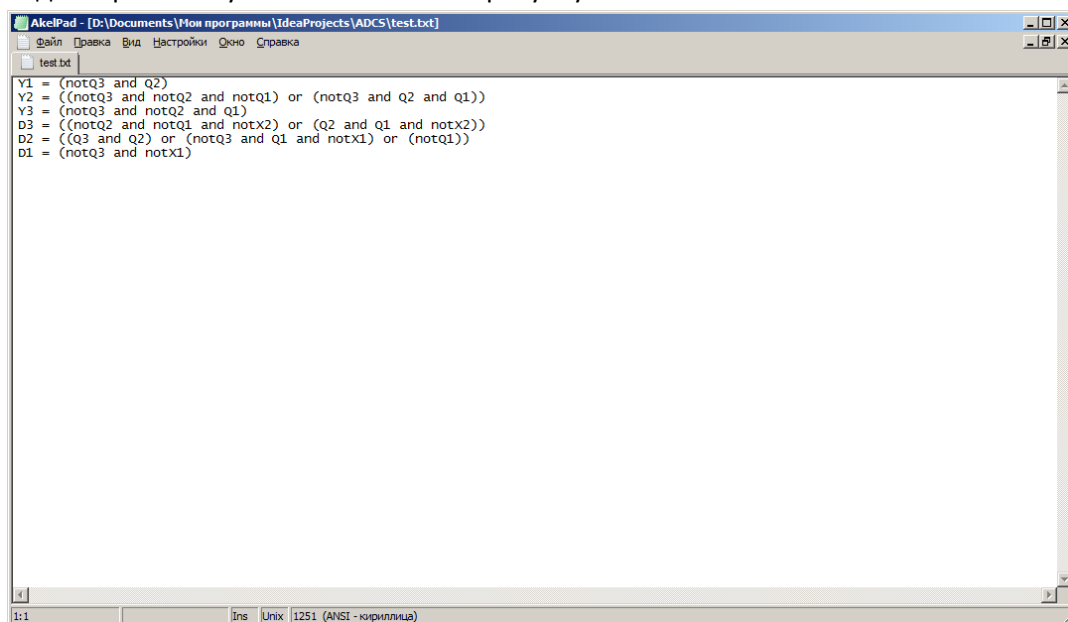 AkelPad - [D:\Documents\Мои программы\IdeaProjects\ADCS\test.txt]
Файл Правка Вид Настройки Окно Справка
test.txt
Y1 = (notQ3 and Q2)
Y2 = ((notQ3 and notQ2 and notQ1) or (notQ3 and Q2 and Q1))
Y3 = (notQ3 and notQ2 and Q1)
D3 = ((notQ2 and notQ1 and notX2) or (Q2 and Q1 and notX2))
D2 = ((Q3 and Q2) or (notQ3 and Q1 and notX1) or (notQ1))
D1 = (notQ3 and notX1)
1:1 Ins Unix 1251 (ANSI - кириллица)